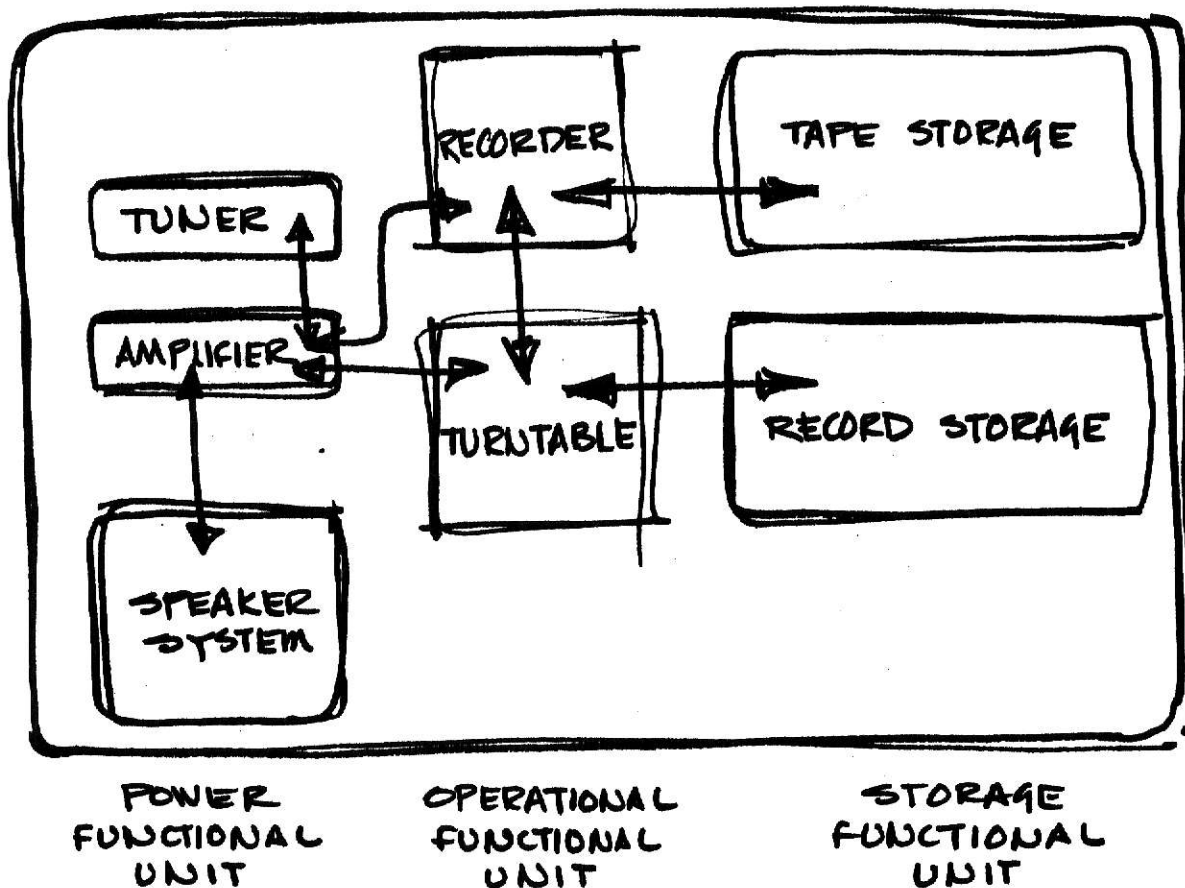 RECORDER
TAPE STORAGE
TUNER
AMPLIFIER
TURNTABLE
RECORD STORAGE
SPEAKER
SYSTEM
POWER
FUNCTIONAL
UNIT
OPERATIONAL
FUNCTIONAL
UNIT
STORAGE
FUNCTIONAL
UNIT